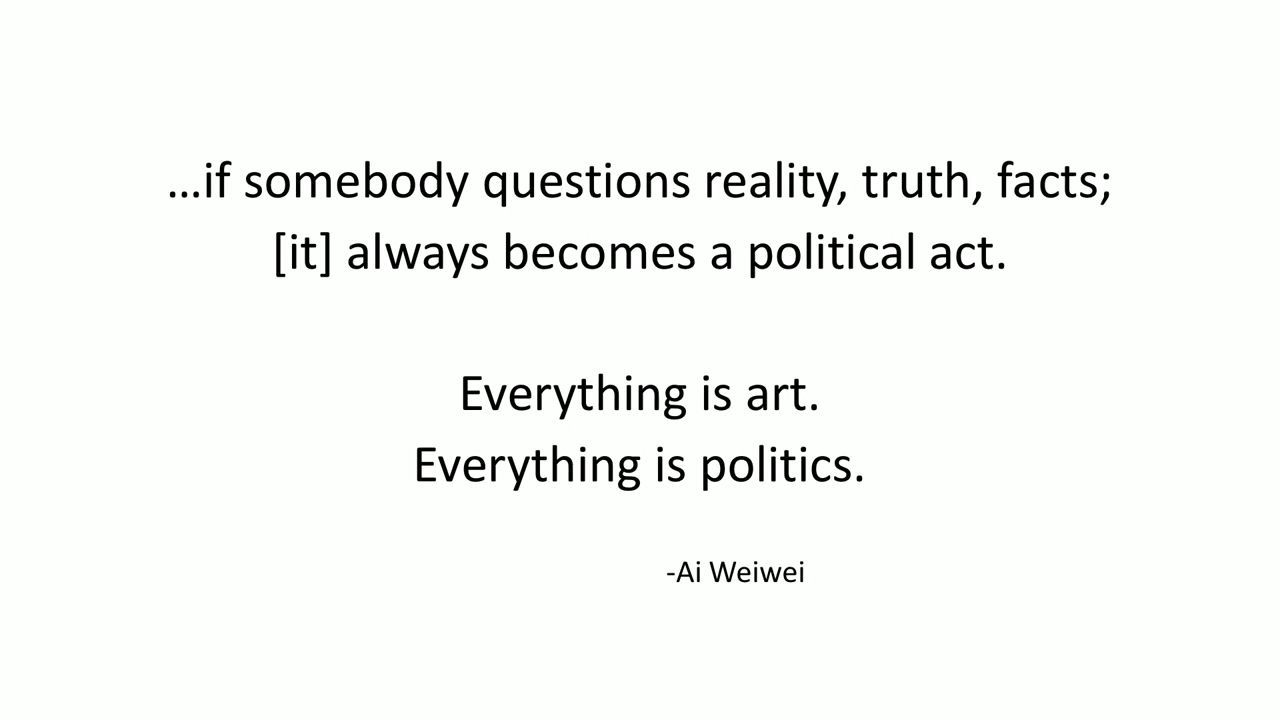 …if somebody questions reality, truth, facts;
[it] always becomes a political act.
Everything is art.
Everything is politics.
-Ai Weiwei